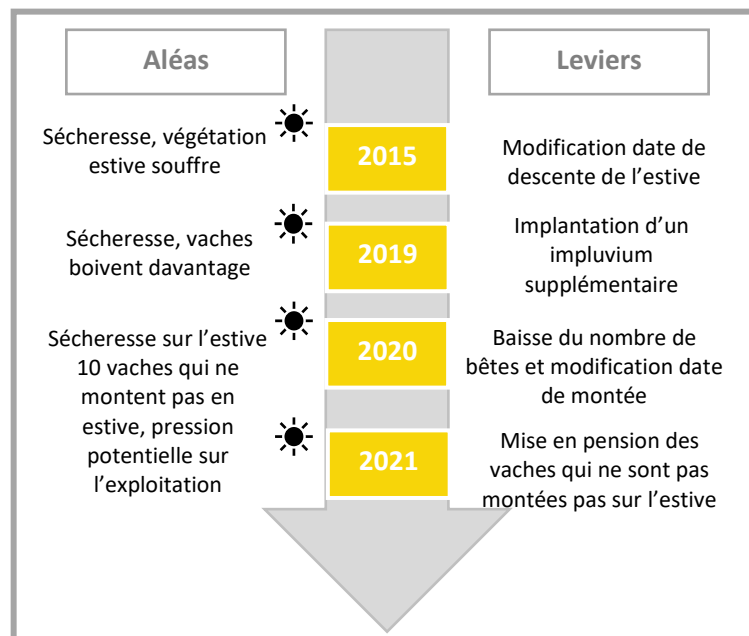 Aléas
Leviers
Sécheresse, végétation
estive souffre
2015
Modification date de
descente de l'estive
Sécheresse, vaches
boivent davantage
2019
Implantation d'un
impluvium
supplémentaire
Sécheresse sur l'estive
10 vaches qui ne
montent pas en
estive, pression
potentielle sur
l'exploitation
2020
Baisse du nombre de
bêtes et modification date
de montée
2021
Mise en pension des
vaches qui ne sont pas
montées pas sur l'estive